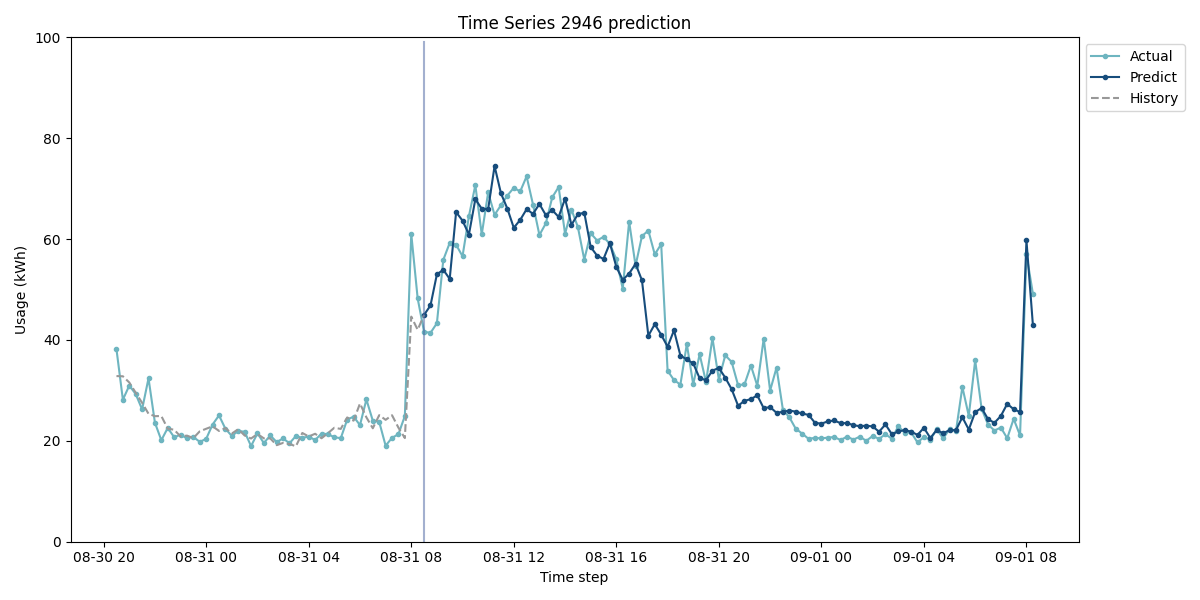 Time Series 2946 prediction
Actual
Predict
History
Usage (kWh)
100
80
60
40
20
0
08-30 20 08-31 00 08-31 04 08-31 08 08-31 12 08-31 16 08-31 20 09-01 00 09-01 04 09-01 08
Time step